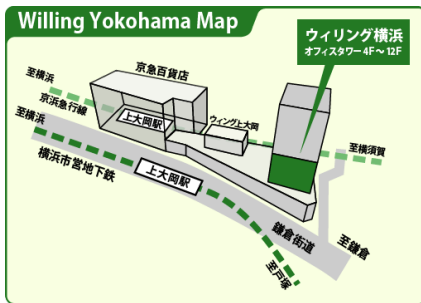 Willing Yokohama Map
ウィリング横浜
オフィスタワー4F～12F
京急百貨店
至横浜
京浜急行線
上大岡駅
ウィング上大岡
至横須賀
至横浜
横浜市営地下鉄
上大岡駅
鎌倉街道
至鎌倉
至戸塚